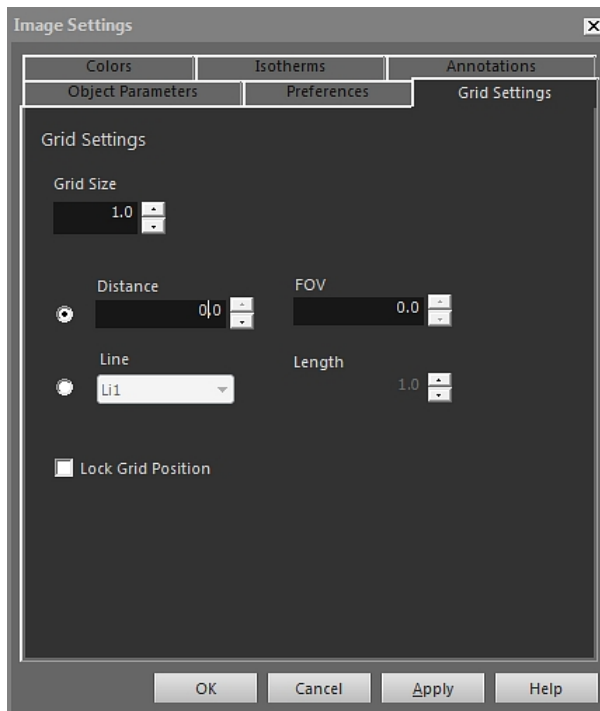 Image Settings
Colors Isotherms Annotations
Object Parameters Preferences Grid Settings
Grid Settings
Grid Size
1.0
Distance FOV
0.0 0.0
Line Length
Li1 1.0
Lock Grid Position
OK Cancel Apply Help